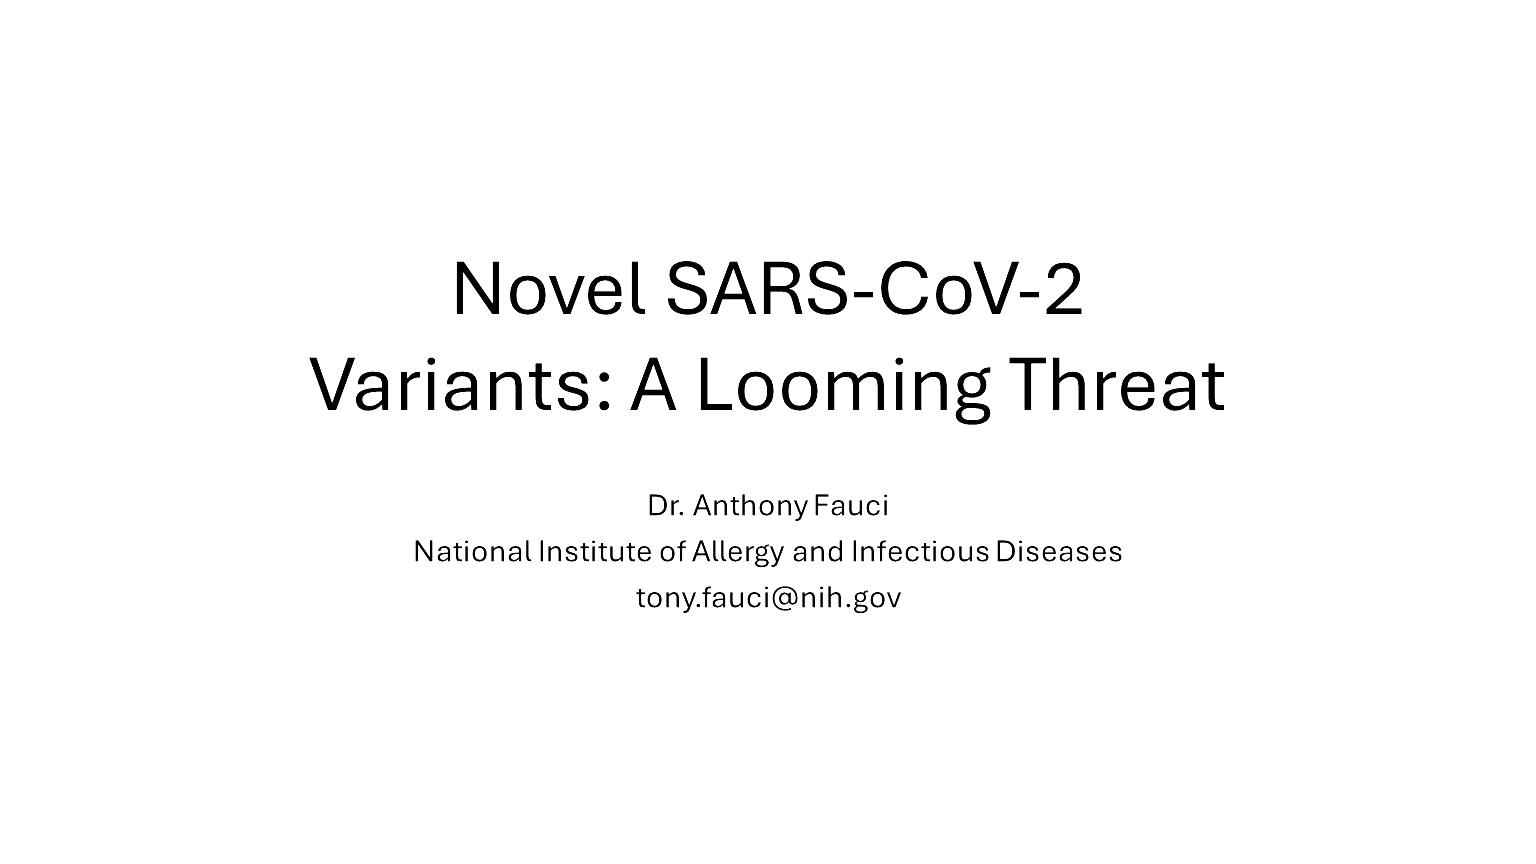 Novel SARS-CoV-2
Variants: A Looming Threat
Dr. Anthony Fauci
National Institute of Allergy and Infectious Diseases
tony.fauci@nih.gov